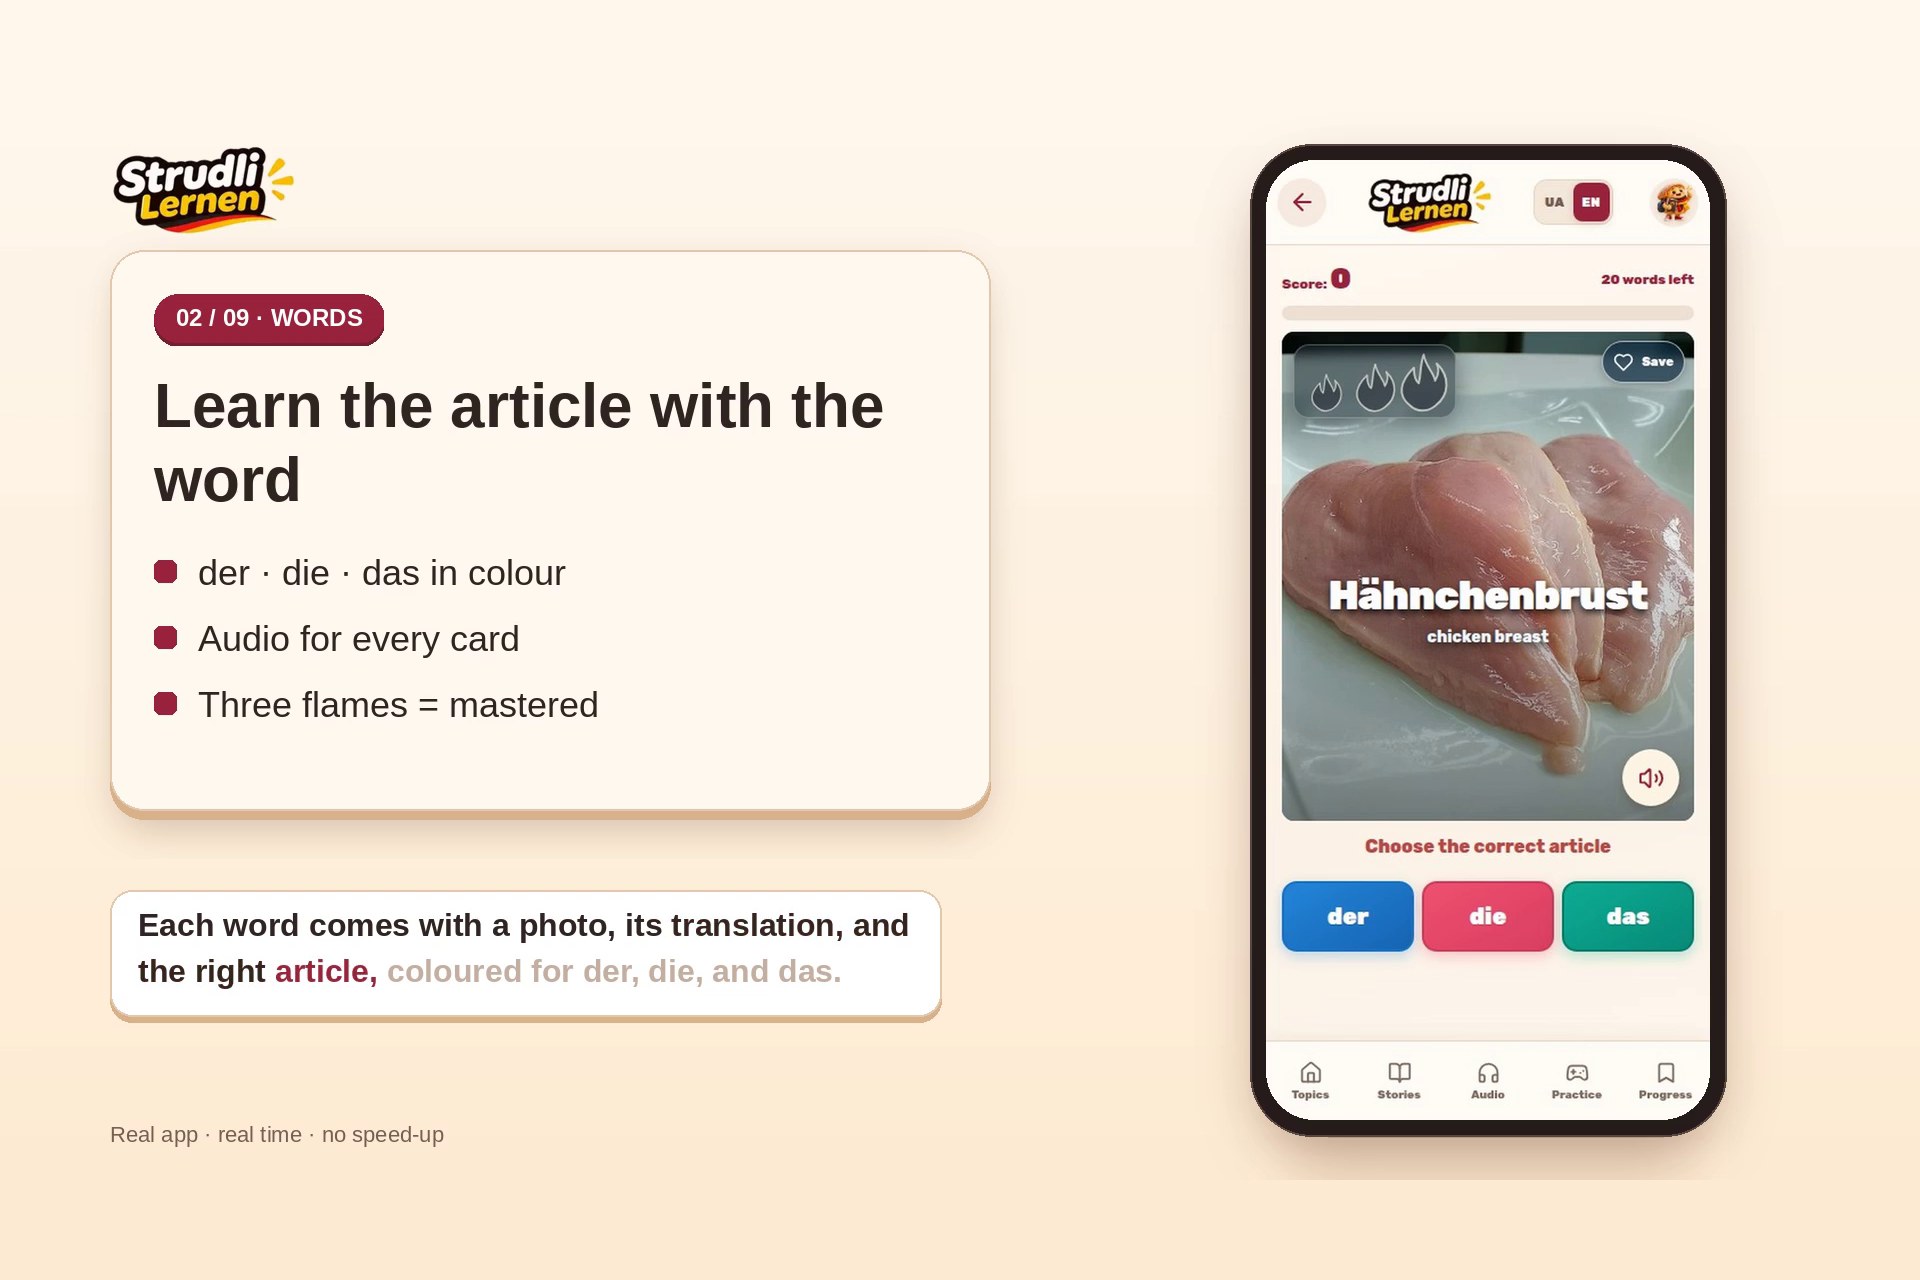 Strudli
Lernen
02 / 09 · WORDS
Learn the article with the
word
der · die · das in colour
Audio for every card
Three flames = mastered
Each word comes with a photo, its translation, and
the right article, coloured for der, die, and das.
Real app · real time · no speed-up
Strudli
Lernen
UA EN
Score: 0
20 words left
Save
Hähnchenbrust
chicken breast
Choose the correct article
der die das
Topics Stories Audio Practice Progress